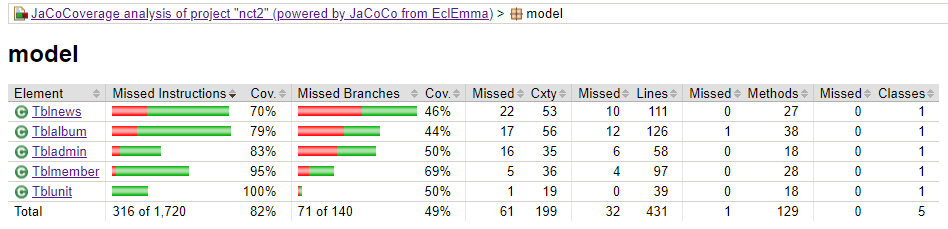 JaCoCoverage analysis of project "nct2" (powered by JaCoCo from EclEmma) > model
model
Element Missed Instructions Cov. Missed Branches Cov. Missed Cxty Missed Lines Missed Methods Missed Classes
Tblnews 70% 46% 22 53 10 111 0 27 0 1
Tblalbum 79% 44% 17 56 12 126 1 38 0 1
Tbladmin 83% 50% 16 35 6 58 0 18 0 1
Tblmember 95% 69% 5 36 4 97 0 28 0 1
Tblunit 100% 50% 1 19 0 39 0 18 0 1
Total 316 of 1,720 82% 71 of 140 49% 61 199 32 431 1 129 0 5